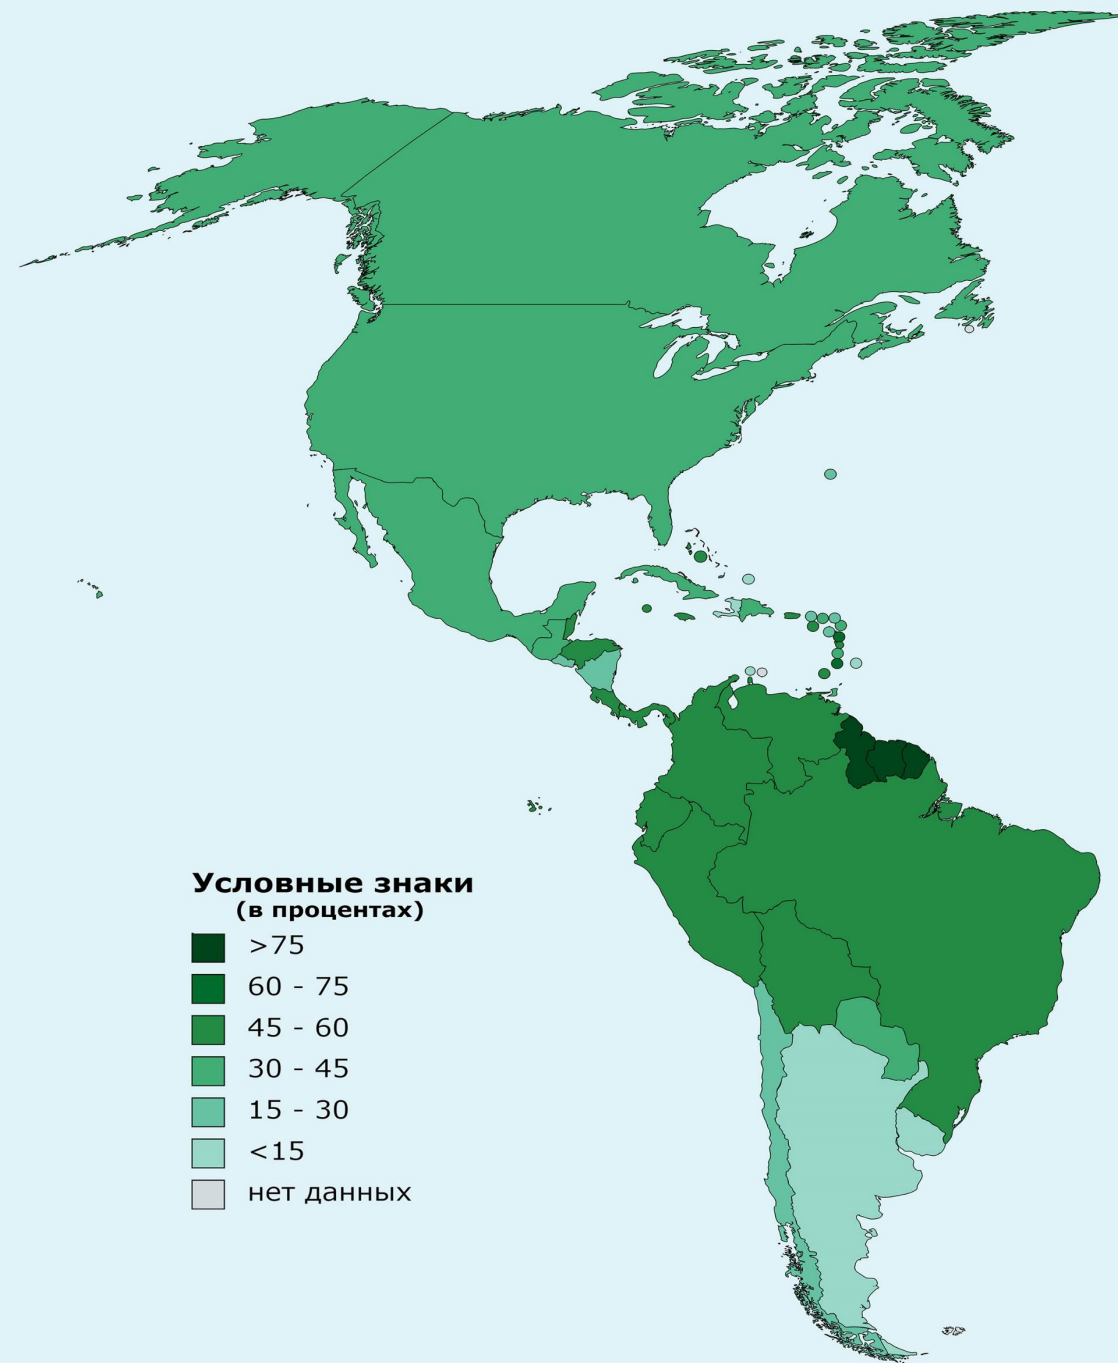 Условные знаки
(в процентах)
>75
60 - 75
45 - 60
30 - 45
15 - 30
<15
нет данных